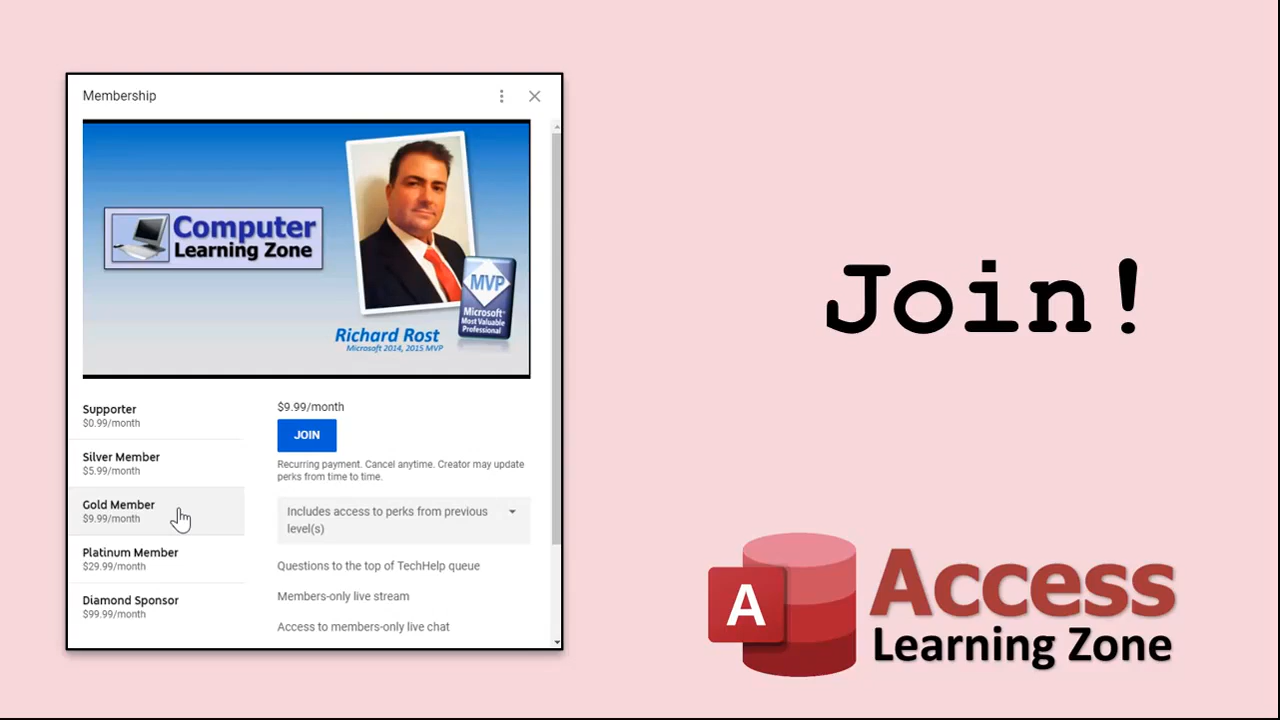 Membership
Computer
Learning Zone
MVP
Microsoft®
Most Valuable
Professional
Richard Rost
Microsoft 2014, 2015 MVP
Supporter
$0.99/month
Silver Member
$5.99/month
Gold Member
$9.99/month
Platinum Member
$29.99/month
Diamond Sponsor
$99.99/month
$9.99/month
JOIN
Recurring payment. Cancel anytime. Creator may update
perks from time to time.
Includes access to perks from previous
level(s)
Questions to the top of TechHelp queue
Members-only live stream
Access to members-only live chat
Join!
A
Access
Learning Zone